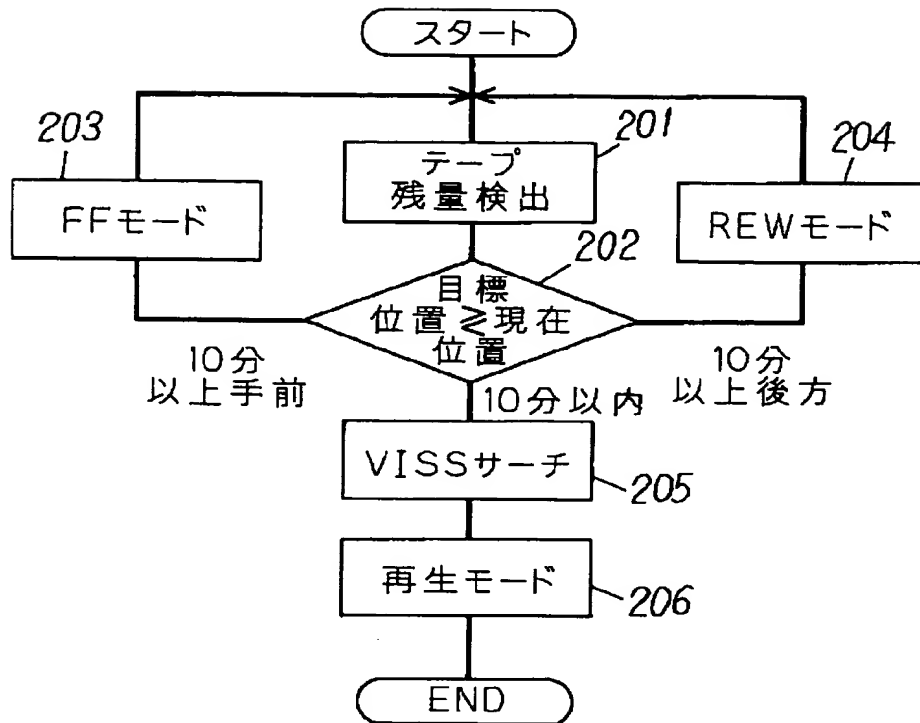 スタート
201
テープ
残量検出
203
FFモード
204
REWモード
202
目標
位置≷現在
位置
10分
以上手前
10分以内
10分
以上後方
VISSサーチ
205
再生モード
206
END